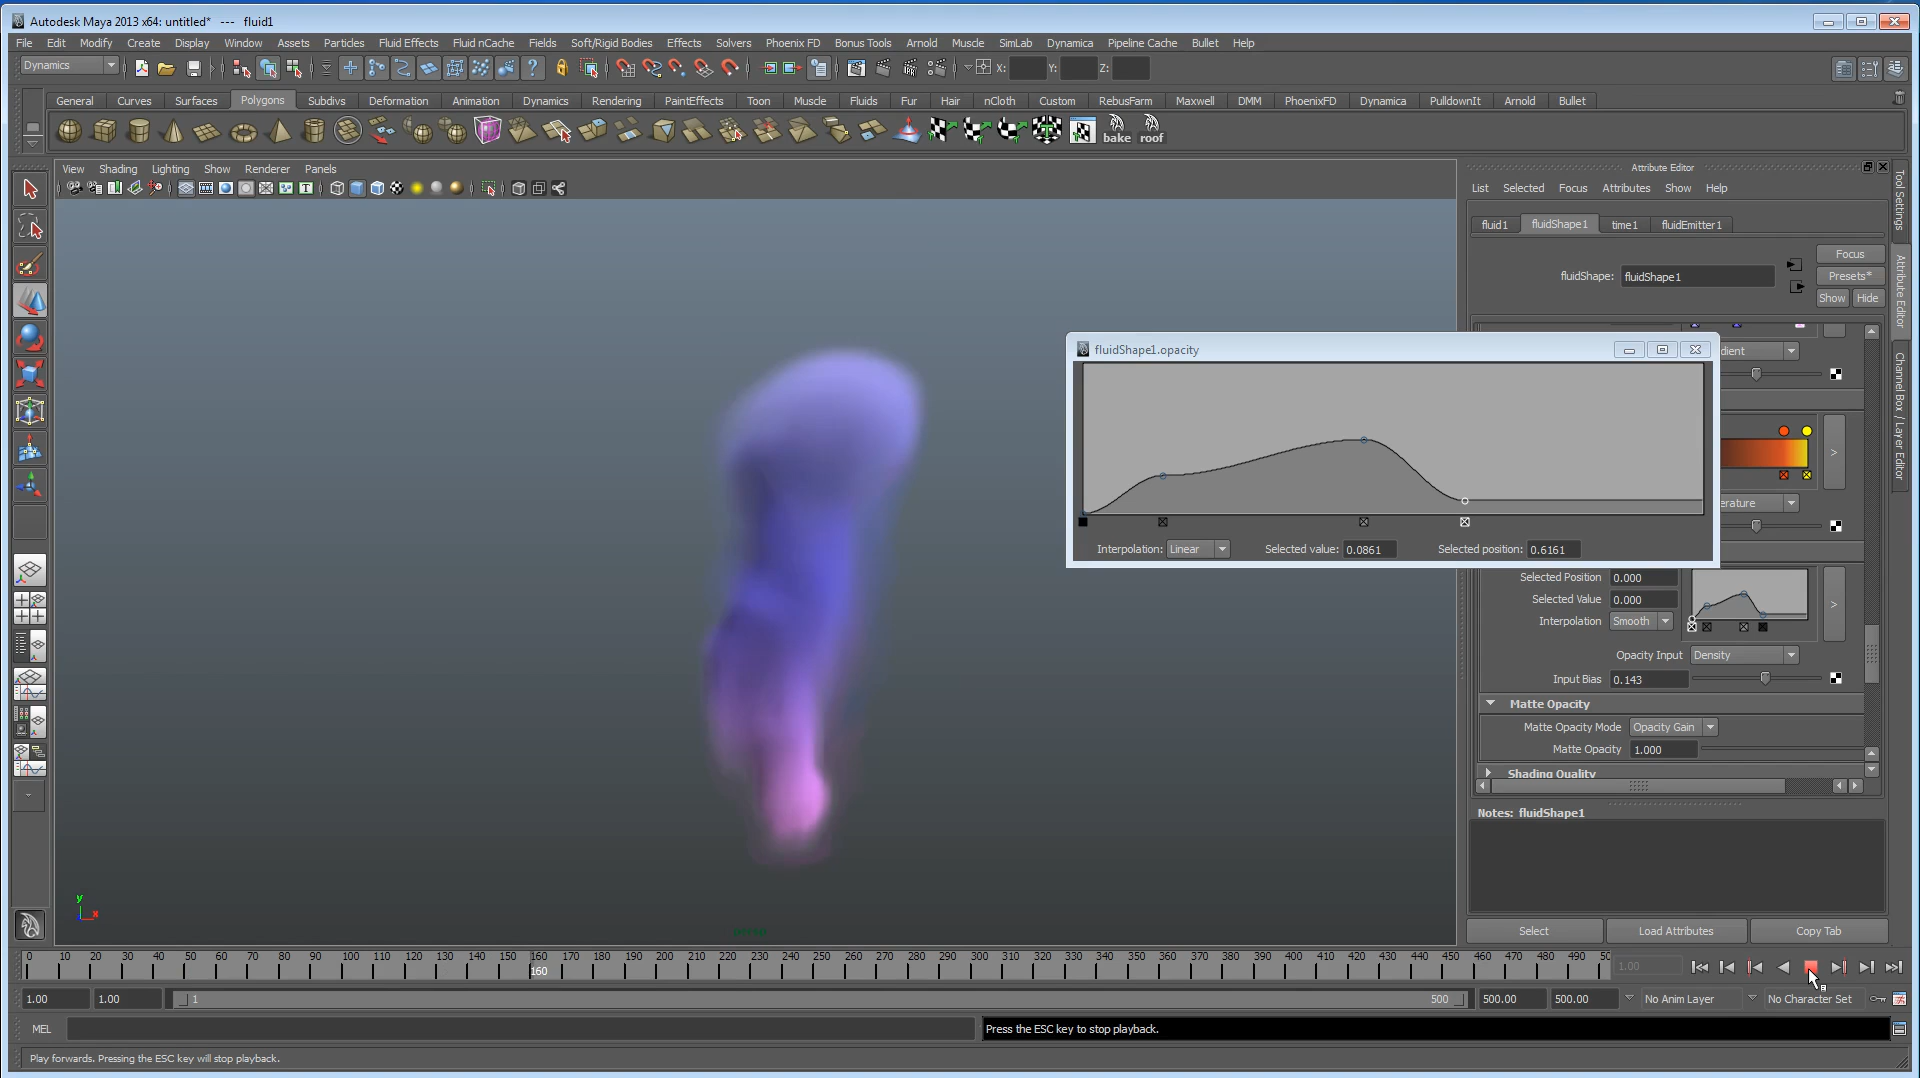 Autodesk Maya 2013 x64: untitled*   ---   fluid1
File Edit Modify Create Display Window Assets Particles Fluid Effects Fluid nCache Fields Soft/Rigid Bodies Effects Solvers Phoenix FD Bonus Tools Arnold Muscle SimLab Dynamica Pipeline Cache Bullet Help
Dynamics X: Y: Z:
General Curves Surfaces Polygons Subdivs Deformation Animation Dynamics Rendering PaintEffects Toon Muscle Fluids Fur Hair nCloth Custom RebusFarm Maxwell DMM PhoenixFD Dynamica PulldownIt Arnold Bullet
bake roof
View Shading Lighting Show Renderer Panels
Attribute Editor
List Selected Focus Attributes Show Help
fluid1 fluidShape1 time1 fluidEmitter1
Focus
fluidShape: fluidShape1
Presets*
Show Hide
Tool Settings
Attribute Editor
Channel Box / Layer Editor
fluidShape1.opacity
dient
>
erature
Interpolation: Linear Selected value: 0.0861 Selected position: 0.6161
Selected Position 0.000
Selected Value 0.000
>
Interpolation Smooth
Opacity Input Density
Input Bias 0.143
Matte Opacity
Matte Opacity Mode Opacity Gain
Matte Opacity 1.000
Shading Quality
Notes: fluidShape1
y
x
persp
Select Load Attributes Copy Tab
0 10 20 30 40 50 60 70 80 90 100 110 120 130 140 150 160 170 180 190 200 210 220 230 240 250 260 270 280 290 300 310 320 330 340 350 360 370 380 390 400 410 420 430 440 450 460 470 480 490 50
160
1.00
1.00 1.00 1 500 500.00 500.00 No Anim Layer No Character Set
MEL Press the ESC key to stop playback.
Play forwards. Pressing the ESC key will stop playback.